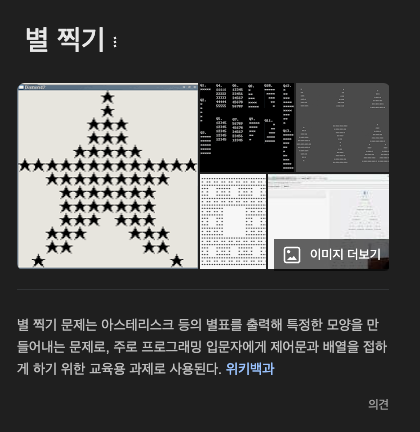 별 찍기
이미지 더보기
별 찍기 문제는 아스테리스크 등의 별표를 출력해 특정한 모양을 만
들어내는 문제로, 주로 프로그래밍 입문자에게 제어문과 배열을 접하
게 하기 위한 교육용 과제로 사용된다. 위키백과
의견